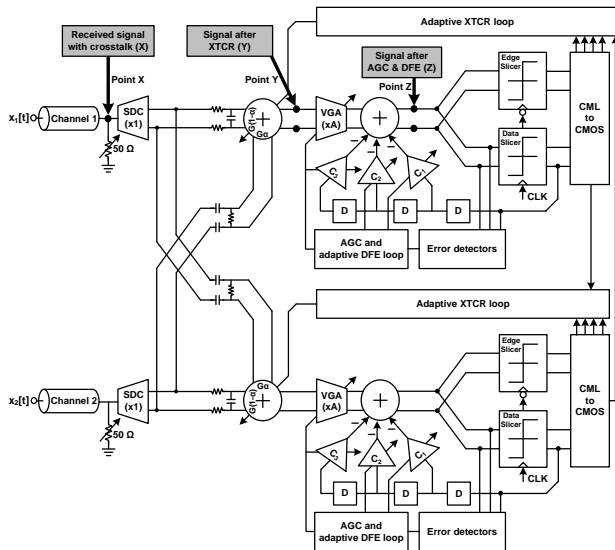 Adaptive XTCR loop
Received signal
with crosstalk (X)
Signal after
XTCR (Y)
Signal after
AGC & DFE (Z)
Point X
Point Y
Point Z
Edge
Slicer
CML
to
CMOS
x₁[t]
Channel 1
SDC
(x1)
50 Ω
G(1-α)
Gα
VGA
(xA)
Data
Slicer
CLK
C₃
C₂
C₁
D
D
D
AGC and
adaptive DFE loop
Error detectors
Adaptive XTCR loop
Edge
Slicer
CML
to
CMOS
x₂[t]
Channel 2
SDC
(x1)
50 Ω
Gα
G(1-α)
VGA
(xA)
Data
Slicer
CLK
C₃
C₂
C₁
D
D
D
AGC and
adaptive DFE loop
Error detectors